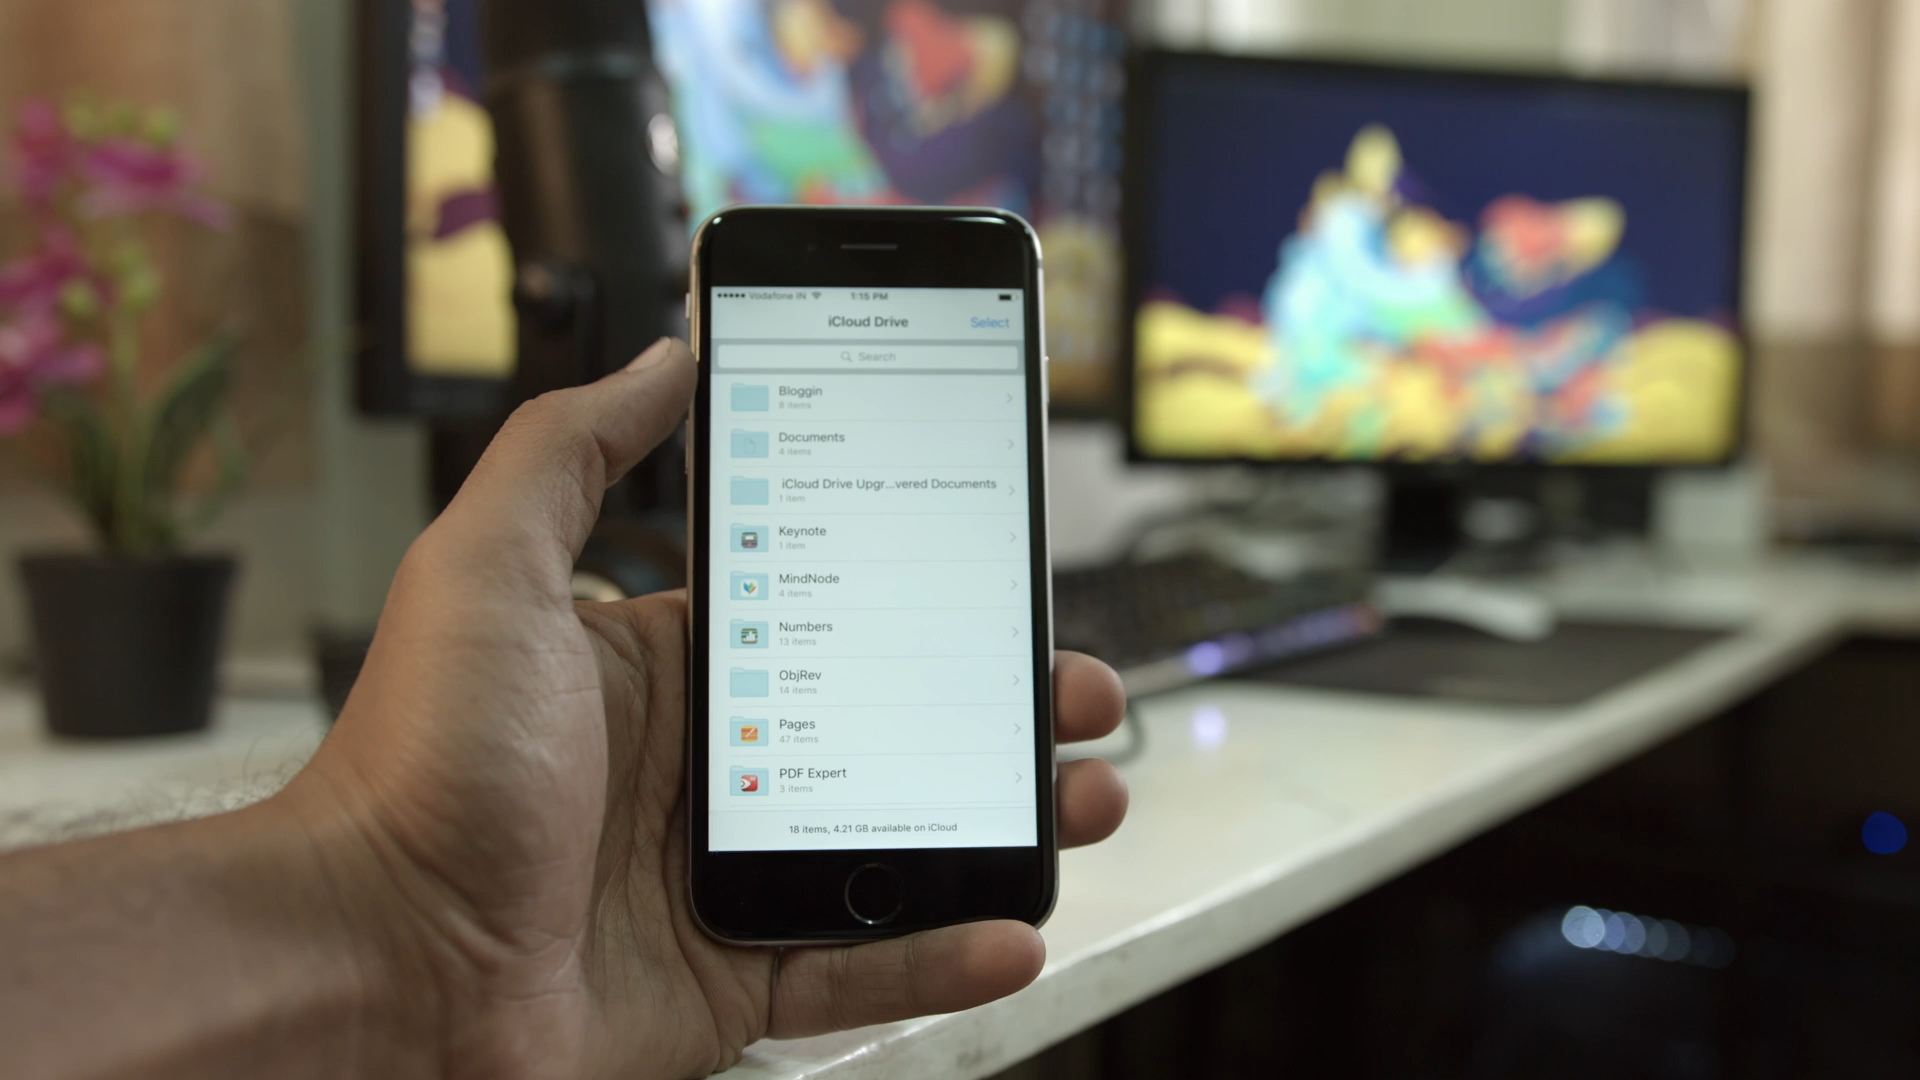 Vodafone IN 1:15 PM
iCloud Drive Select
Search
Bloggin
6 items
Documents
4 items
iCloud Drive Upgr...vered Documents
1 item
Keynote
1 item
MindNode
4 items
Numbers
13 items
ObjRev
14 items
Pages
47 items
PDF Expert
3 items
18 items, 4.21 GB available on iCloud